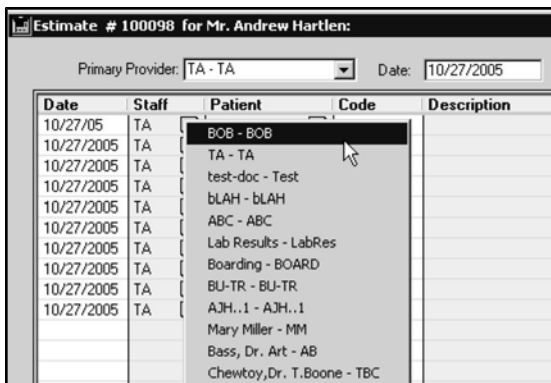 Estimate # 100098 for Mr. Andrew Hartlen:
Primary Provider: TA - TA Date: 10/27/2005
Date Staff Patient Code Description
10/27/05 TA
10/27/2005 TA
10/27/2005 TA
10/27/2005 TA
10/27/2005 TA
10/27/2005 TA
10/27/2005 TA
10/27/2005 TA
10/27/2005 TA
10/27/2005 TA
BOB - BOB
TA - TA
test-doc - Test
bLAH - bLAH
ABC - ABC
Lab Results - LabRes
Boarding - BOARD
BU-TR - BU-TR
AJH..1 - AJH..1
Mary Miller - MM
Bass, Dr. Art - AB
Chewtoy,Dr. T.Boone - TBC